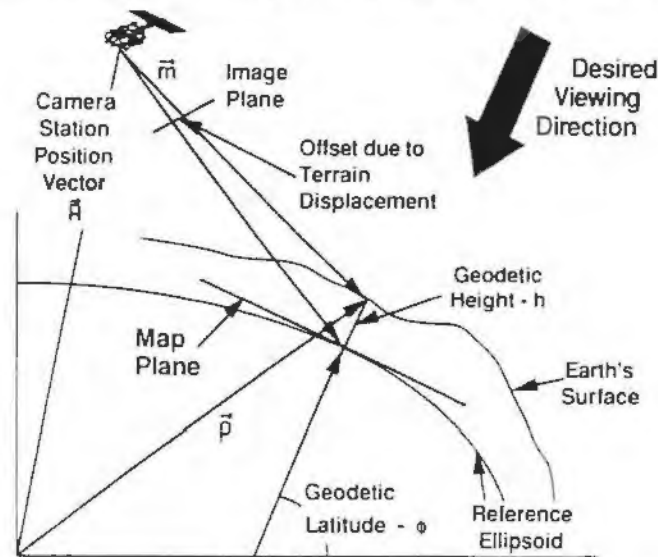 m⃗
Image
Plane
Desired
Viewing
Direction
Camera
Station
Position
Vector
R⃗
Offset due to
Terrain
Displacement
Geodetic
Height - h
Map
Plane
Earth's
Surface
p⃗
Geodetic
Latitude - ϕ
Reference
Ellipsoid